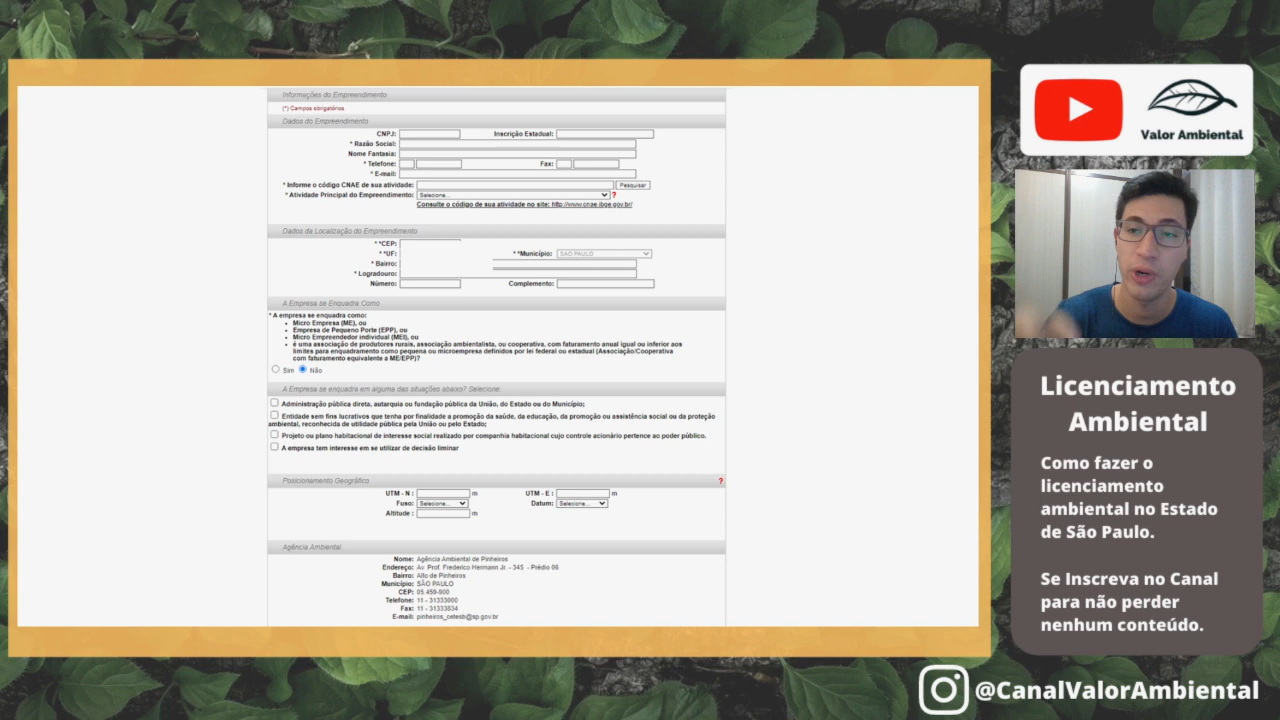 Informações do Empreendimento
(*) Campos obrigatórios
Dados do Empreendimento
CNPJ: Inscrição Estadual:
* Razão Social:
Nome Fantasia:
* Telefone: Fax:
* E-mail:
* Informe o código CNAE de sua atividade: Pesquisar
* Atividade Principal do Empreendimento: Selecione... ?
Consulte o código de sua atividade no site: http://www.cnae.ibge.gov.br/
Dados da Localização do Empreendimento
* *CEP:
* *UF: * *Município: SAO PAULO
* Bairro:
* Logradouro:
Número: Complemento:
A Empresa se Enquadra Como
* A empresa se enquadra como:
• Micro Empresa (ME), ou
• Empresa de Pequeno Porte (EPP), ou
• Micro Empreendedor individual (MEI), ou
• é uma associação de produtores rurais, associação ambientalista, ou cooperativa, com faturamento anual igual ou inferior aos
limites para enquadramento como pequena ou microempresa definidos por lei federal ou estadual (Associação/Cooperativa
com faturamento equivalente a ME/EPP)?
Sim Não
A Empresa se enquadra em alguma das situações abaixo? Selecione:
Administração pública direta, autarquia ou fundação pública da União, do Estado ou do Município;
Entidade sem fins lucrativos que tenha por finalidade a promoção da saúde, da educação, da promoção ou assistência social ou da proteção
ambiental, reconhecida de utilidade pública pela União ou pelo Estado;
Projeto ou plano habitacional de interesse social realizado por companhia habitacional cujo controle acionário pertence ao poder público.
A empresa tem interesse em se utilizar de decisão liminar
Posicionamento Geográfico ?
UTM - N : m UTM - E : m
Fuso: Selecione... Datum: Selecione...
Altitude : m
Agência Ambiental
Nome: Agência Ambiental de Pinheiros
Endereço: Av. Prof. Frederico Hermann Jr. - 345 - Prédio 06
Bairro: Alto de Pinheiros
Município: SÃO PAULO
CEP: 05.459-900
Telefone: 11 - 31333000
Fax: 11 - 31333834
E-mail: pinheiros_cetesb@sp.gov.br
Valor Ambiental
Licenciamento
Ambiental
Como fazer o
licenciamento
ambiental no Estado
de São Paulo.
Se Inscreva no Canal
para não perder
nenhum conteúdo.
@CanalValorAmbiental